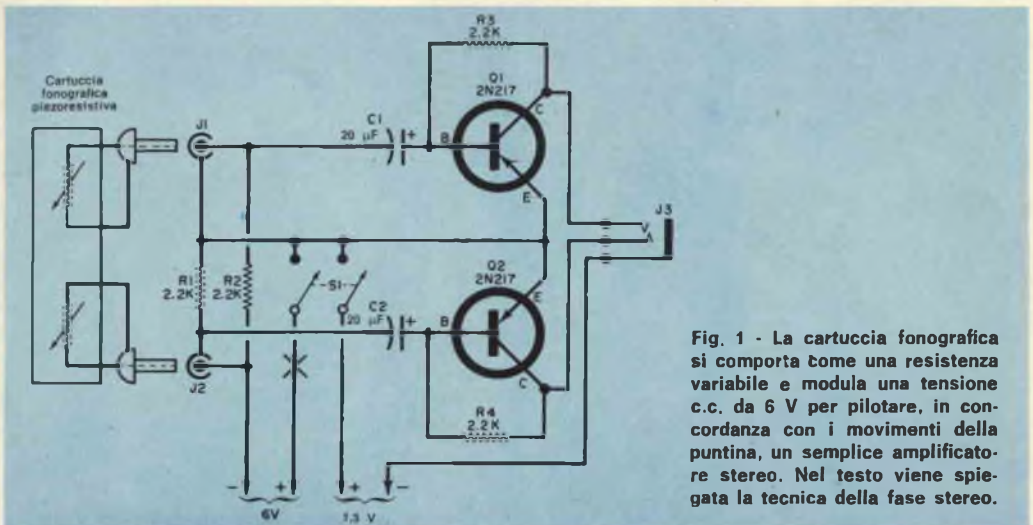 R3
2.2K
Cartuccia
fonografica
piezoresistiva
Q1
2N217
J1
C1
20 µF
+
B
C
E
J3
R1
2.2K
R2
2.2K
S1
Q2
2N217
C2
20 µF
+
B
E
C
J2
R4
2.2K
- +
6V
+ -
1,5 V
Fig. 1 - La cartuccia fonografica
si comporta come una resistenza
variabile e modula una tensione
c.c. da 6 V per pilotare, in con-
cordanza con i movimenti della
puntina, un semplice amplificato-
re stereo. Nel testo viene spie-
gata la tecnica della fase stereo.